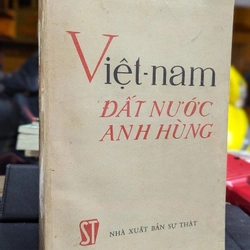 Việt-nam
ĐẤT NƯỚC
ANH HÙNG
ST
NHÀ XUẤT BẢN SỰ THẬT